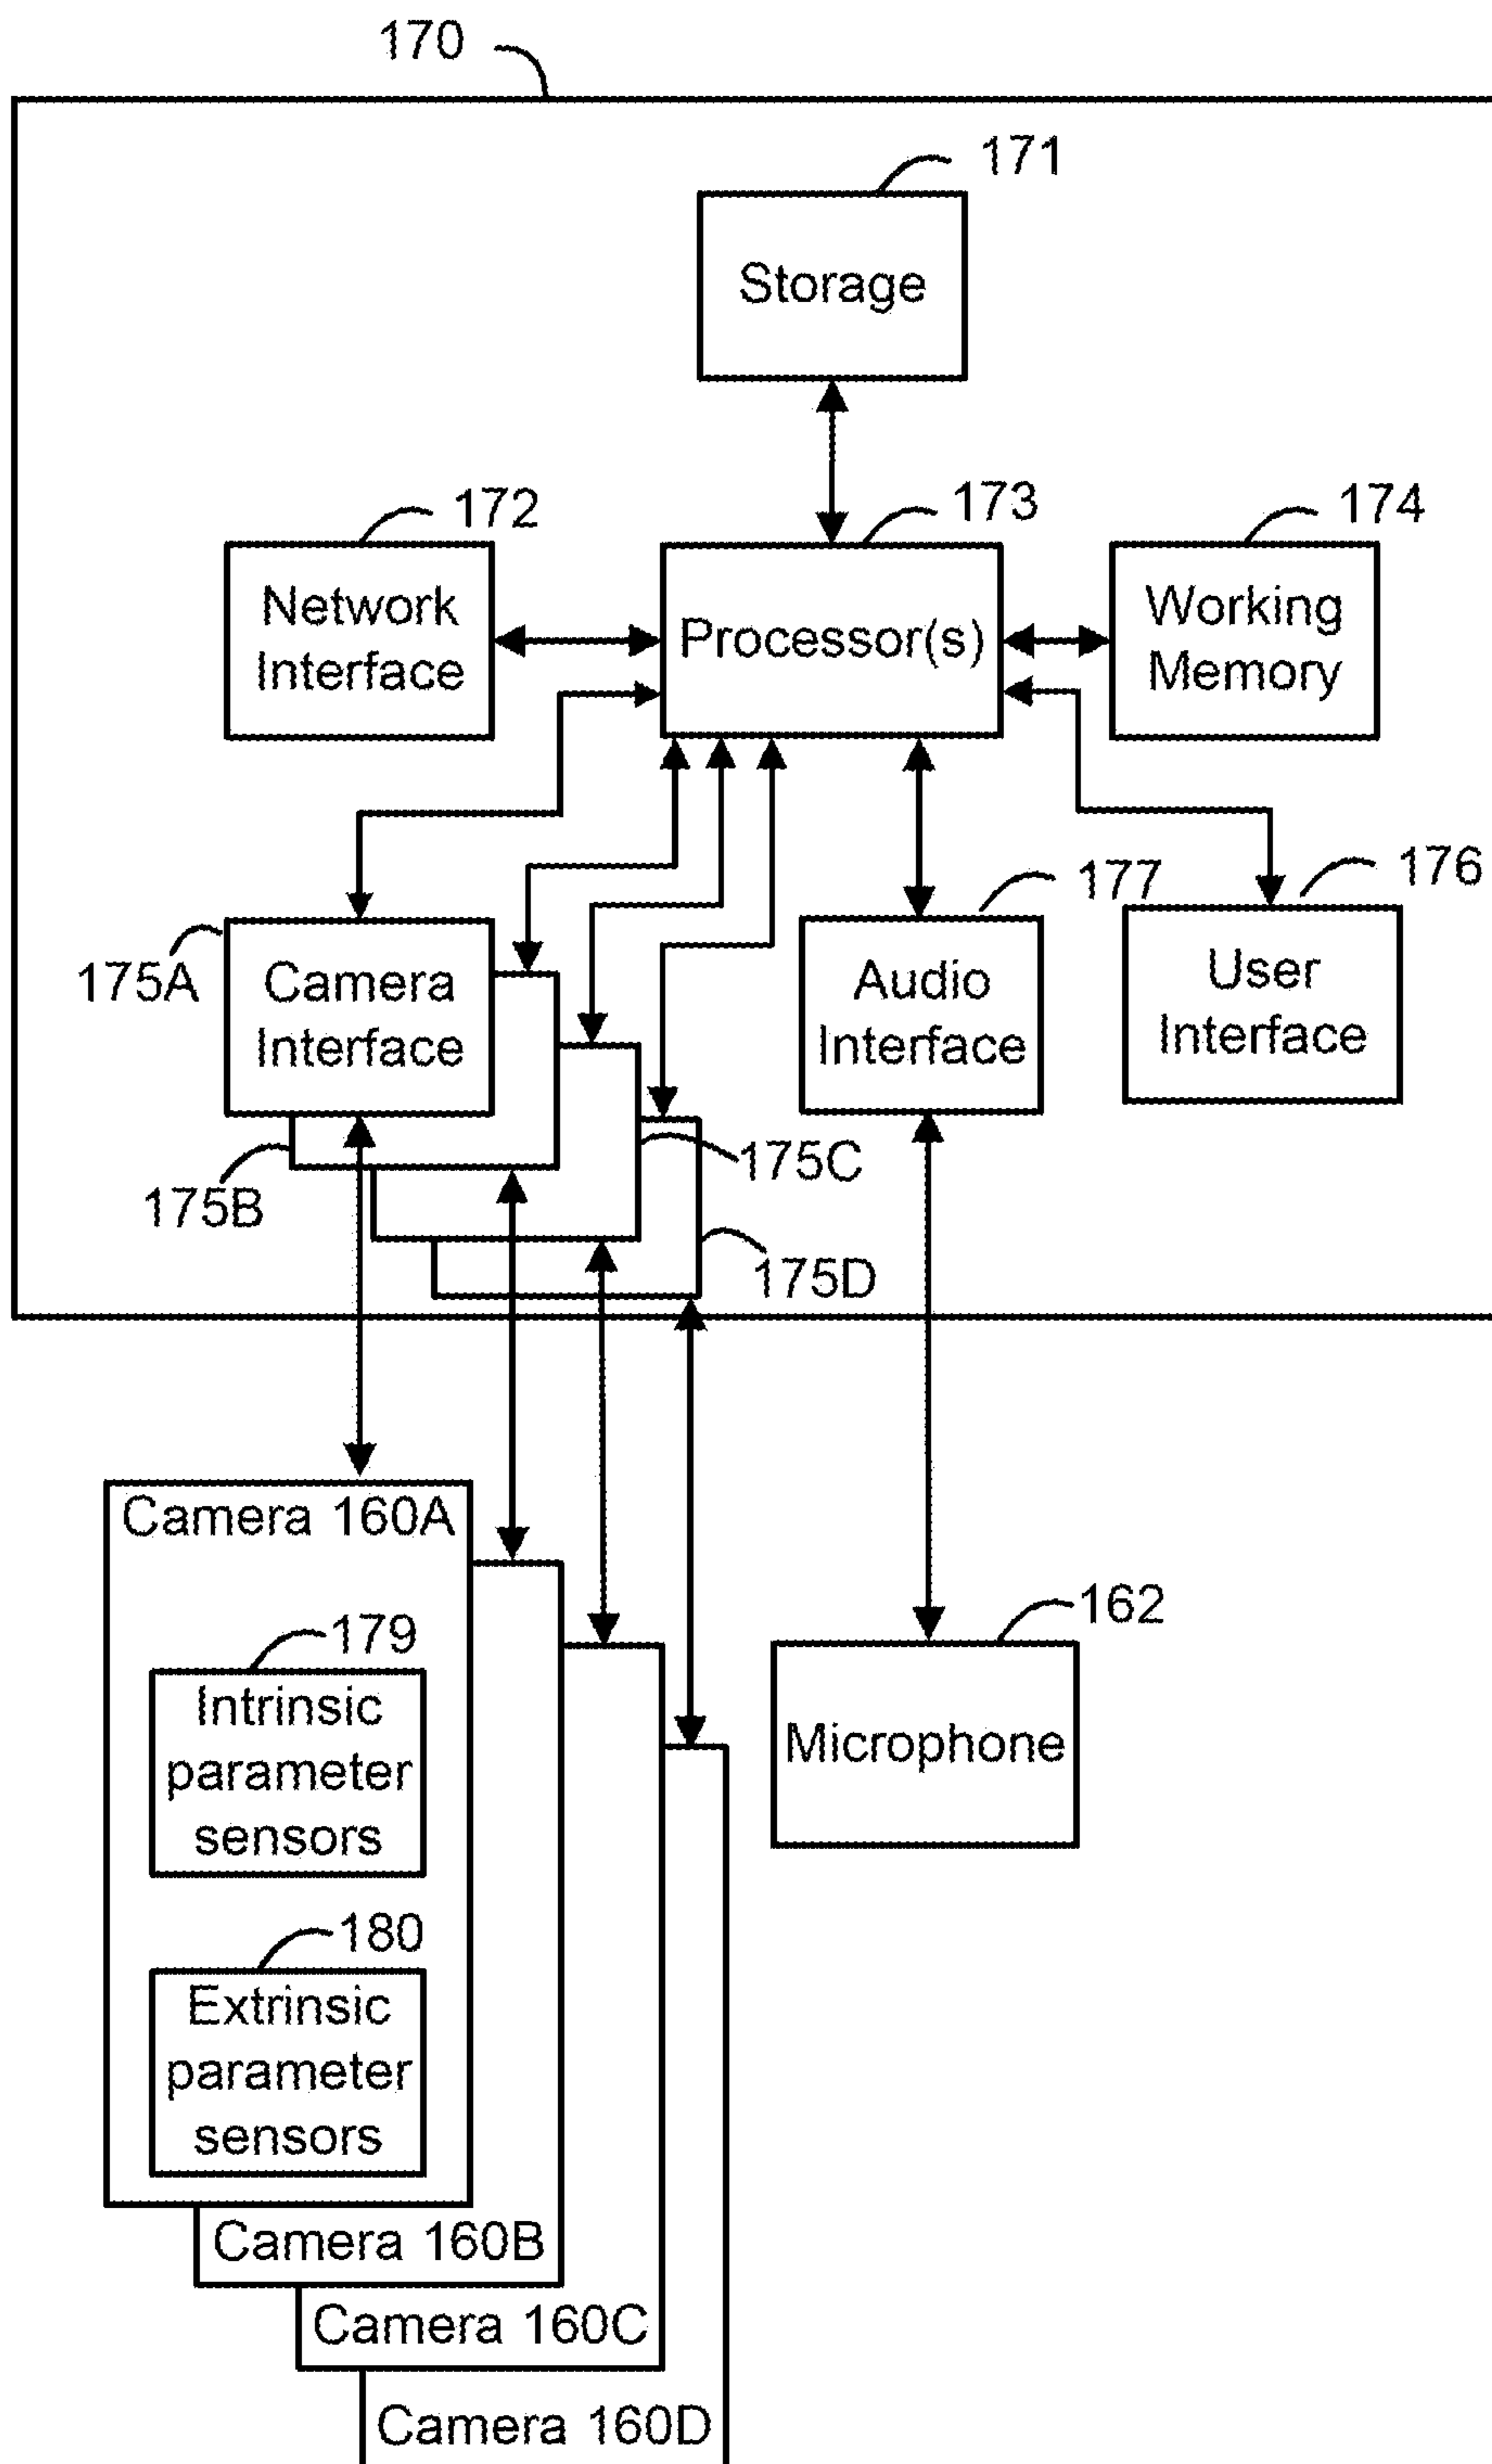 170
171
Storage
172
173
174
Network
Interface
Processor(s)
Working
Memory
175A
Camera
Interface
177
Audio
Interface
176
User
Interface
175B
175C
175D
Camera 160A
179
Intrinsic
parameter
sensors
180
Extrinsic
parameter
sensors
162
Microphone
Camera 160B
Camera 160C
Camera 160D